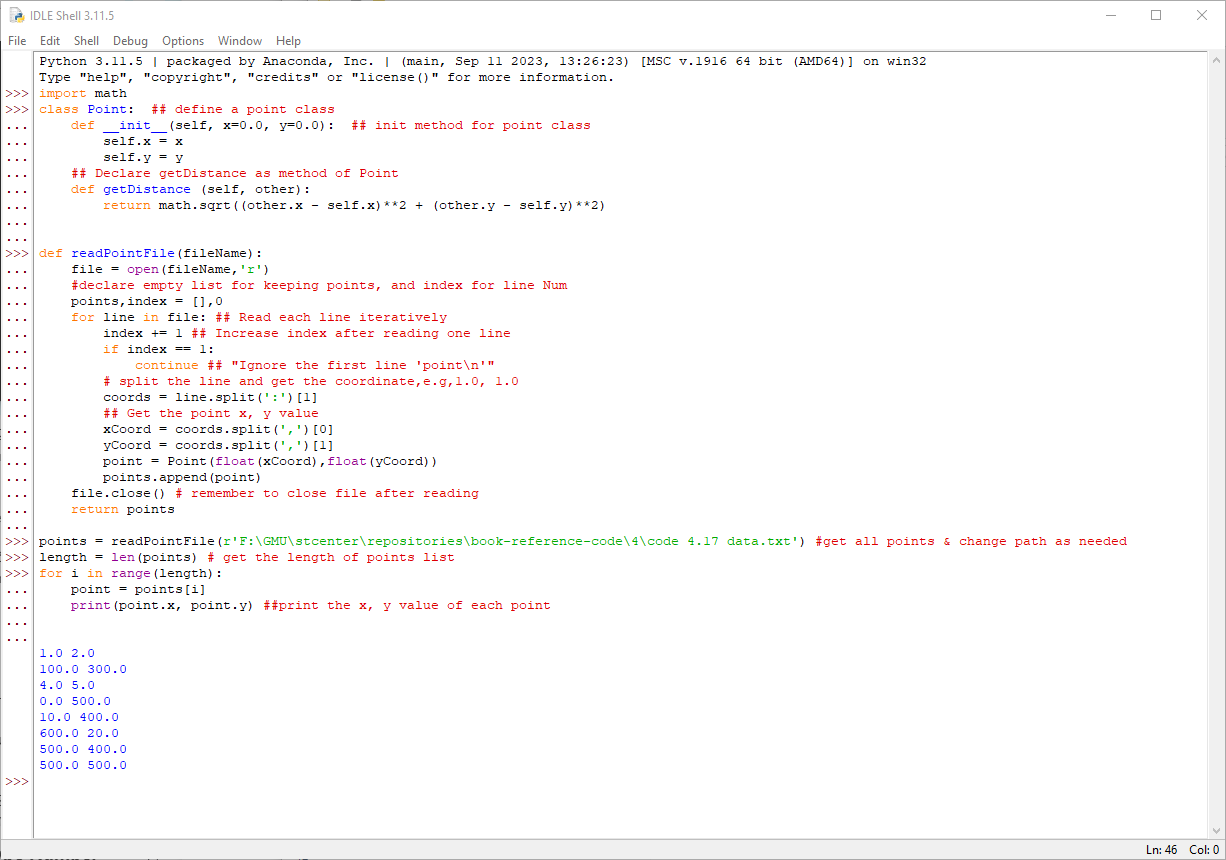 IDLE Shell 3.11.5
File Edit Shell Debug Options Window Help
Python 3.11.5 | packaged by Anaconda, Inc. | (main, Sep 11 2023, 13:26:23) [MSC v.1916 64 bit (AMD64)] on win32
Type "help", "copyright", "credits" or "license()" for more information.
>>> import math
>>> class Point:  ## define a point class
...     def __init__(self, x=0.0, y=0.0):  ## init method for point class
...         self.x = x
...         self.y = y
...     ## Declare getDistance as method of Point
...     def getDistance (self, other):
...         return math.sqrt((other.x - self.x)**2 + (other.y - self.y)**2)
...
...
>>> def readPointFile(fileName):
...     file = open(fileName,'r')
...     #declare empty list for keeping points, and index for line Num
...     points,index = [],0
...     for line in file: ## Read each line iteratively
...         index += 1 ## Increase index after reading one line
...         if index == 1:
...             continue ## "Ignore the first line 'point\n'"
...         # split the line and get the coordinate,e.g,1.0, 1.0
...         coords = line.split(':')[1]
...         ## Get the point x, y value
...         xCoord = coords.split(',')[0]
...         yCoord = coords.split(',')[1]
...         point = Point(float(xCoord),float(yCoord))
...         points.append(point)
...     file.close() # remember to close file after reading
...     return points
...
>>> points = readPointFile(r'F:\GMU\stcenter\repositories\book-reference-code\4\code 4.17 data.txt') #get all points & change path as needed
>>> length = len(points) # get the length of points list
>>> for i in range(length):
...     point = points[i]
...     print(point.x, point.y) ##print the x, y value of each point
...
...
1.0 2.0
100.0 300.0
4.0 5.0
0.0 500.0
10.0 400.0
600.0 20.0
500.0 400.0
500.0 500.0
>>>
Ln: 46 Col: 0